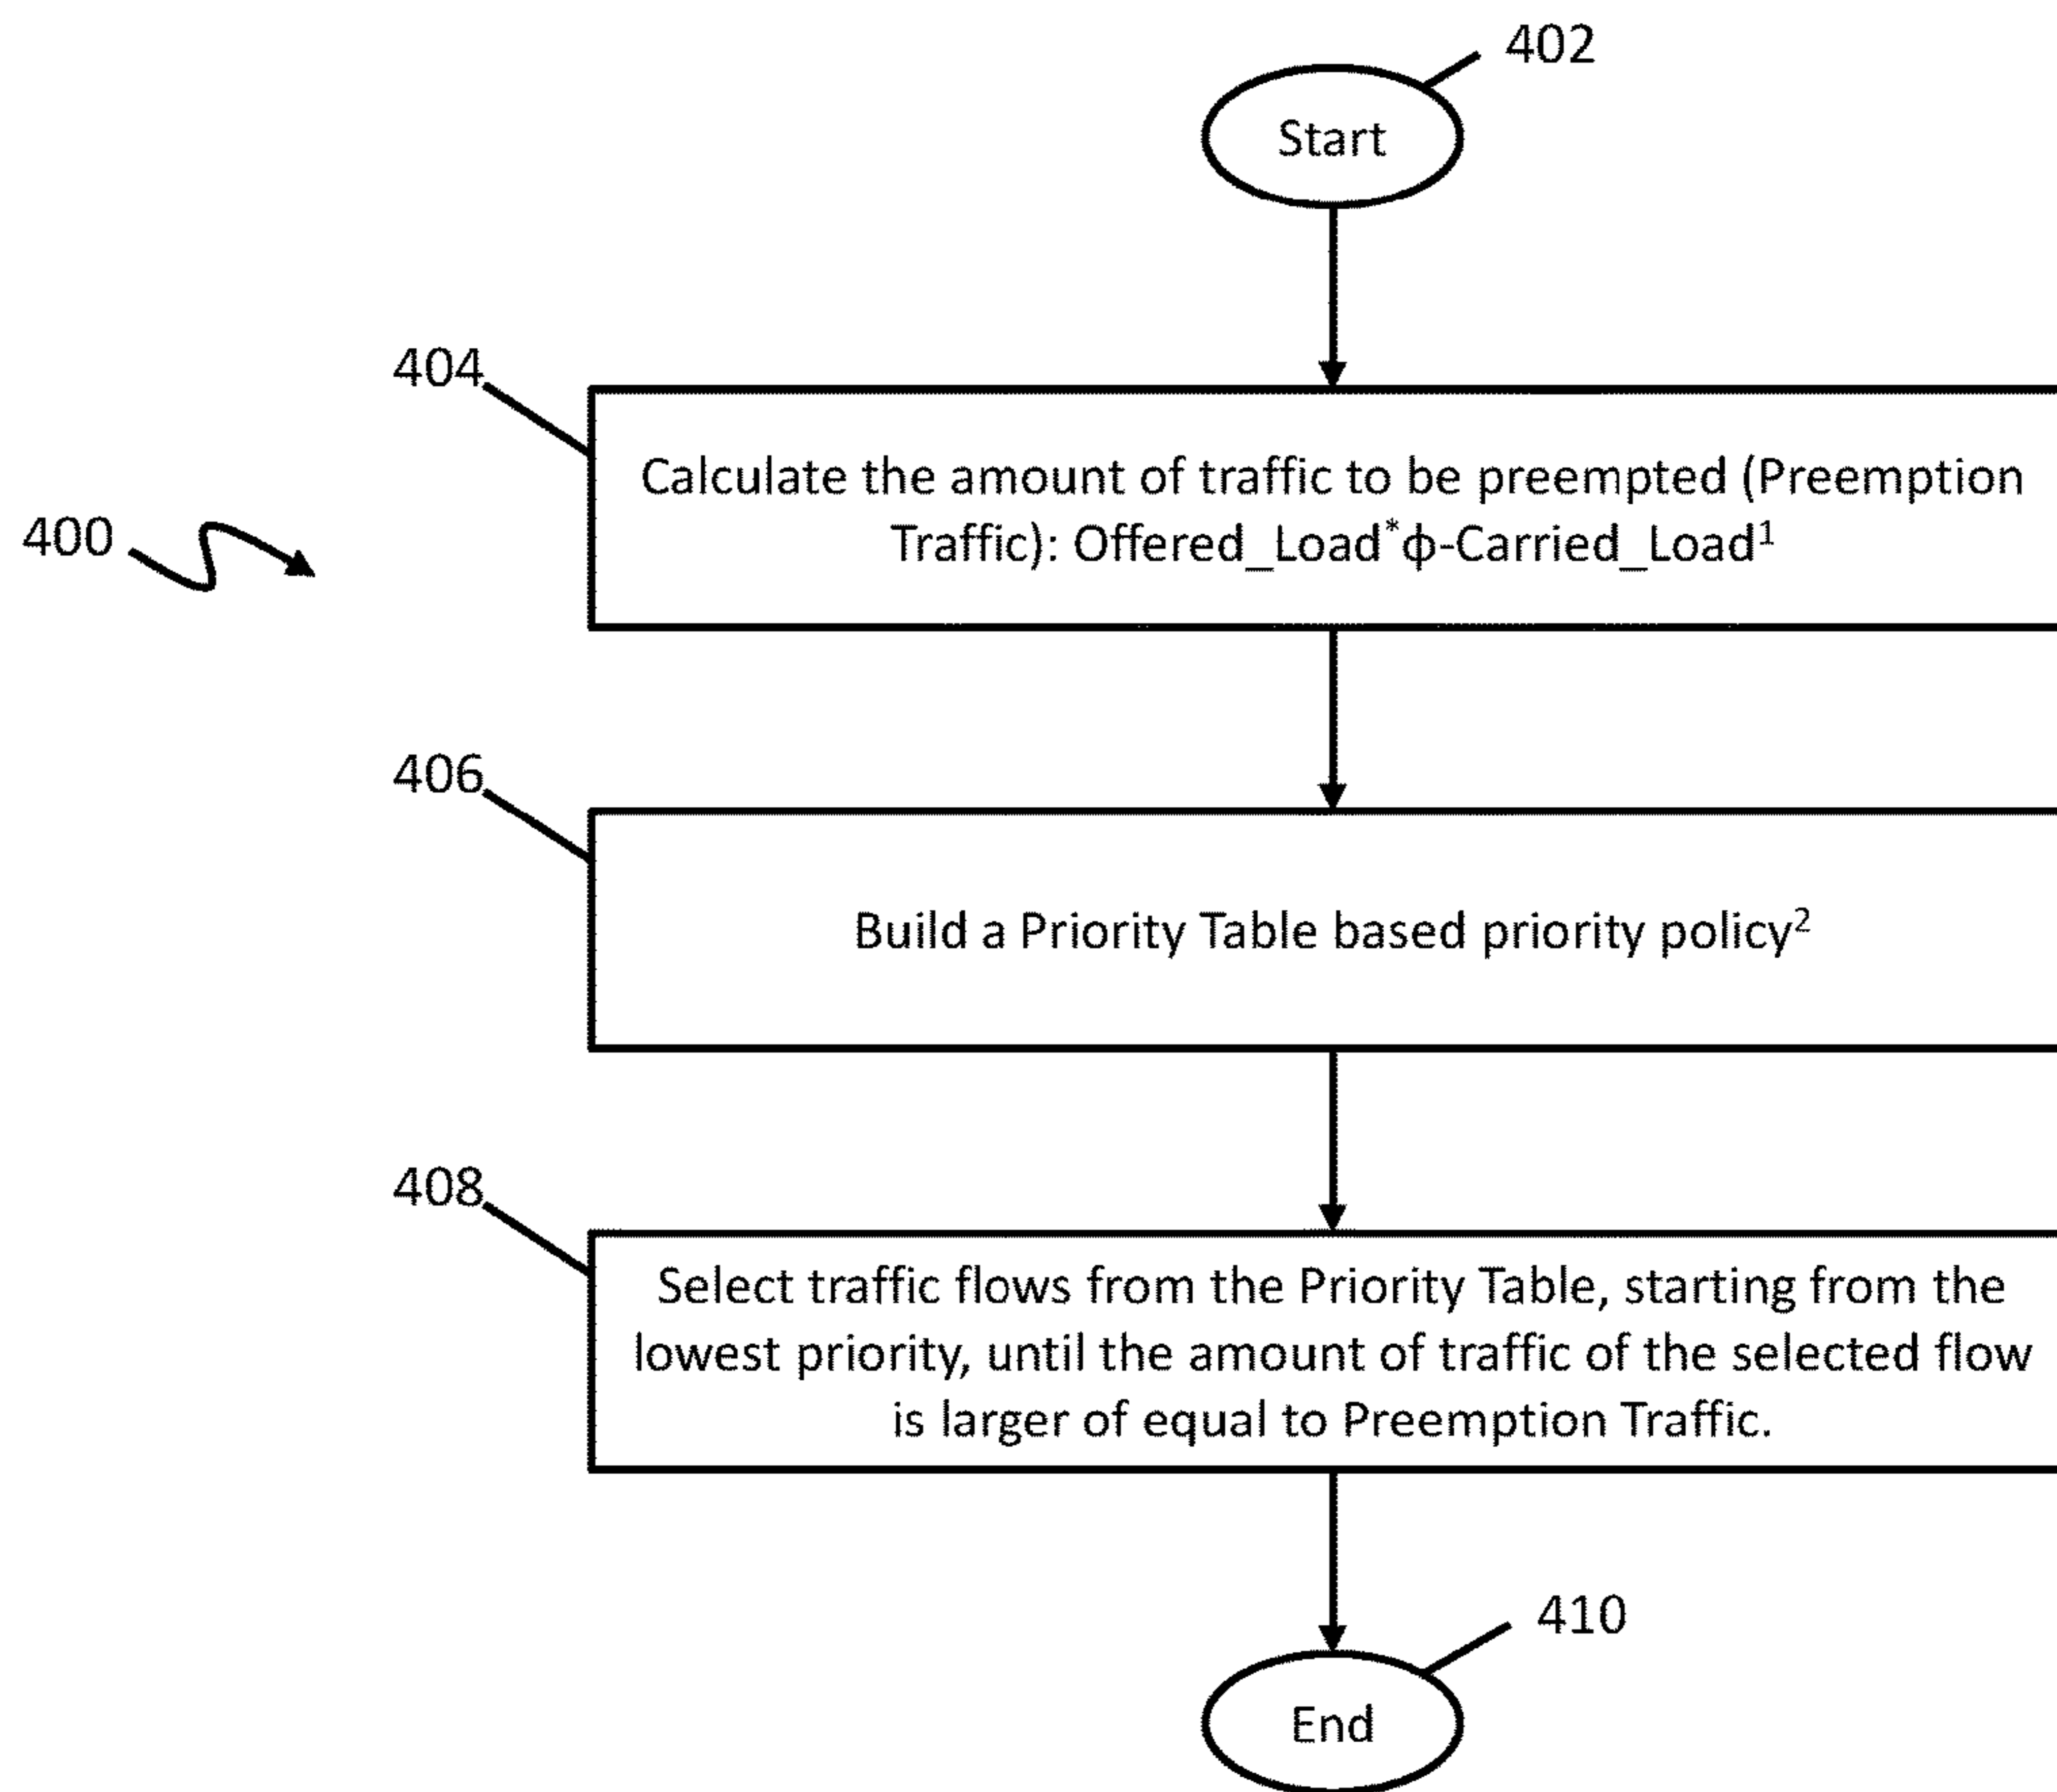 402
Start
404
Calculate the amount of traffic to be preempted (Preemption
Traffic): Offered_Load*ϕ-Carried_Load¹
400
406
Build a Priority Table based priority policy²
408
Select traffic flows from the Priority Table, starting from the
lowest priority, until the amount of traffic of the selected flow
is larger of equal to Preemption Traffic.
410
End